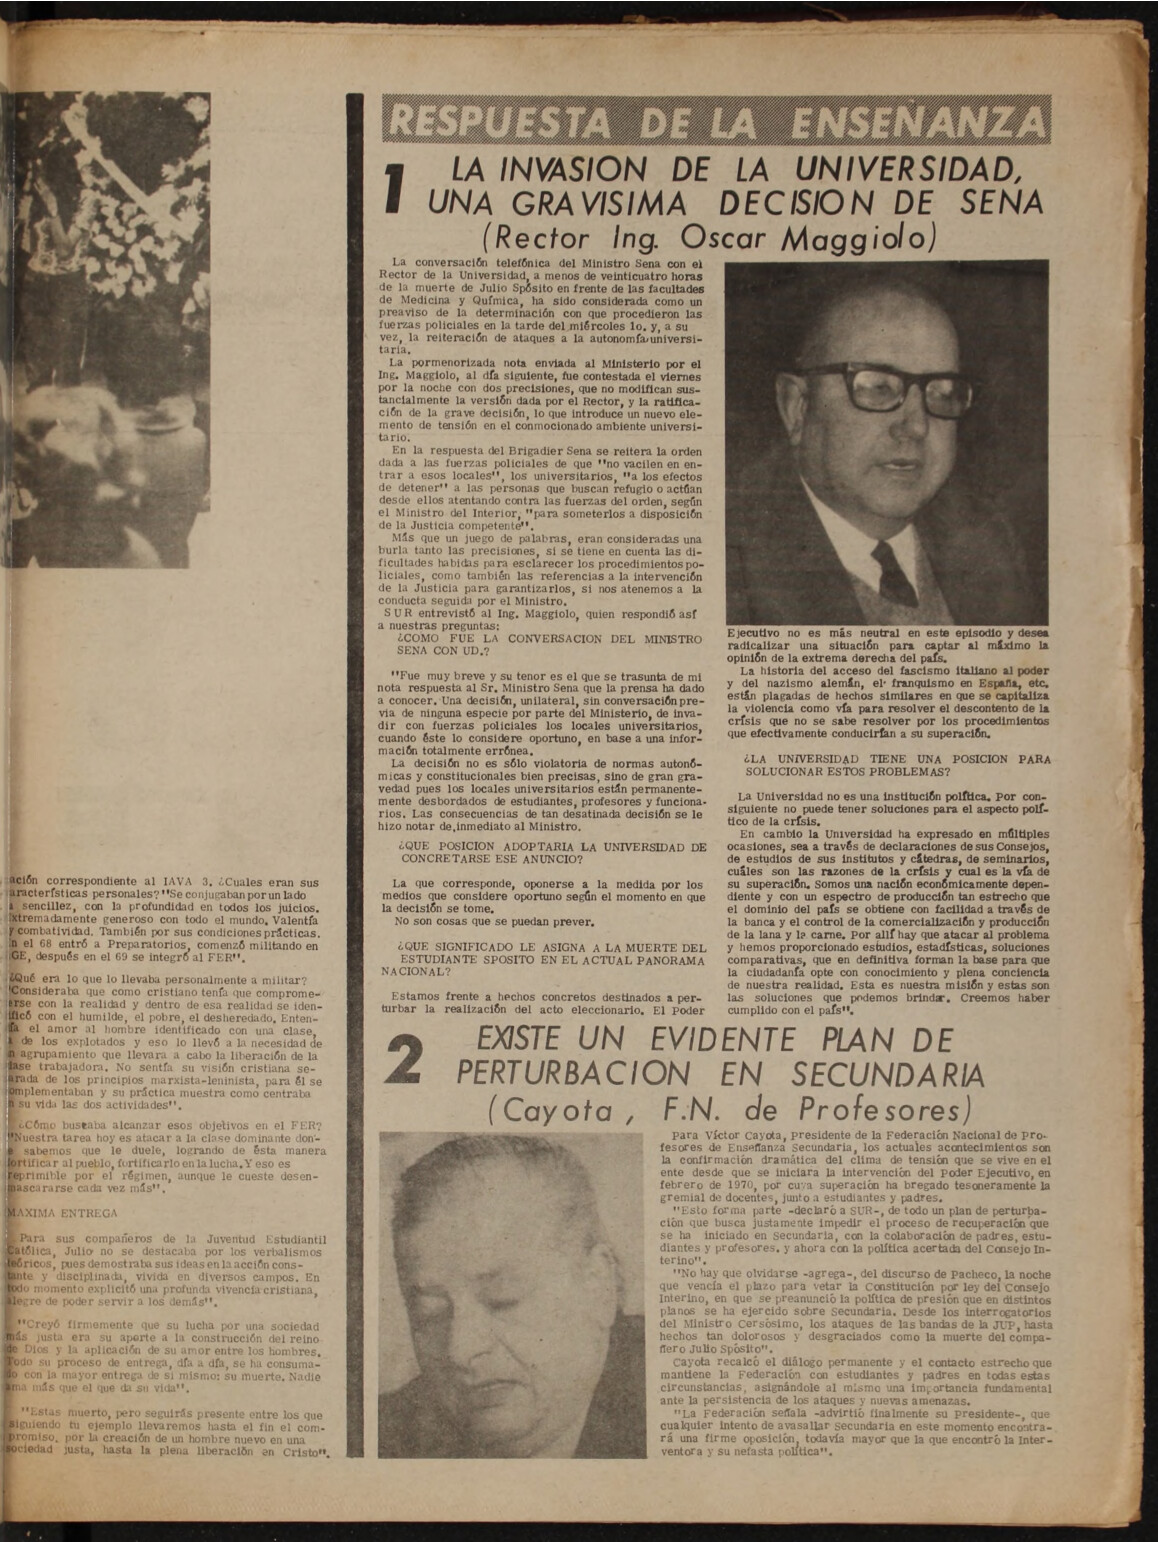 ación correspondiente al IAVA 3. ¿Cuales eran sus
aracterísticas personales? "Se conjugaban por un lado
a sencillez, con la profundidad en todos los juicios.
xtremadamente generoso con todo el mundo. Valentía
y combatividad. También por sus condiciones prácticas.
n el 68 entró a Preparatorios, comenzó militando en
GE, después en el 69 se integró al FER".
¿Qué era lo que lo llevaba personalmente a militar?
"Consideraba que como cristiano tenía que comprome-
erse con la realidad y dentro de esa realidad se iden-
ificó con el humilde, el pobre, el desheredado. Enten-
ía el amor al hombre identificado con una clase,
a de los explotados y eso lo llevó a la necesidad de
n agrupamiento que llevara a cabo la liberación de la
lase trabajadora. No sentía su visión cristiana se-
arada de los principios marxista-leninista, para él se
omplementaban y su práctica muestra como centraba
n su vida las dos actividades".
¿Cómo buscaba alcanzar esos objetivos en el FER?
"Nuestra tarea hoy es atacar a la clase dominante don-
e sabemos que le duele, logrando de ésta manera
ortificar al pueblo, fortificarlo en la lucha. Y eso es
reprimible por el régimen, aunque le cueste desen-
mascararse cada vez más".
MAXIMA ENTREGA
Para sus compañeros de la Juventud Estudiantil
Católica, Julio no se destacaba por los verbalismos
teóricos, pues demostraba sus ideas en la acción cons-
tante y disciplinada, vivida en diversos campos. En
todo momento explicitó una profunda vivencia cristiana,
alegre de poder servir a los demás".
"Creyó firmemente que su lucha por una sociedad
más justa era su aporte a la construcción del reino
de Dios y la aplicación de su amor entre los hombres.
Todo su proceso de entrega, día a día, se ha consuma-
do con la mayor entrega de si mismo: su muerte. Nadie
ama más que el que da su vida".
"Estas muerto, pero seguirás presente entre los que
siguiendo tu ejemplo llevaremos hasta el fin el com-
promiso, por la creación de un hombre nuevo en una
sociedad justa, hasta la plena liberación en Cristo".
RESPUESTA DE LA ENSEÑANZA
1 LA INVASION DE LA UNIVERSIDAD,
UNA GRAVISIMA DECISION DE SENA
(Rector Ing. Oscar Maggiolo)
La conversación telefónica del Ministro Sena con el
Rector de la Universidad, a menos de veinticuatro horas
de la muerte de Julio Spósito en frente de las facultades
de Medicina y Química, ha sido considerada como un
preaviso de la determinación con que procedieron las
fuerzas policiales en la tarde del miércoles 1o. y, a su
vez, la reiteración de ataques a la autonomía universi-
taria.
La pormenorizada nota enviada al Ministerio por el
Ing. Maggiolo, al día siguiente, fue contestada el viernes
por la noche con dos precisiones, que no modifican sus-
tancialmente la versión dada por el Rector, y la ratifica-
ción de la grave decisión, lo que introduce un nuevo ele-
mento de tensión en el conmocionado ambiente universi-
tario.
En la respuesta del Brigadier Sena se reitera la orden
dada a las fuerzas policiales de que "no vacilen en en-
trar a esos locales", los universitarios, "a los efectos
de detener" a las personas que buscan refugio o actúan
desde ellos atentando contra las fuerzas del orden, según
el Ministro del Interior, "para someterlos a disposición
de la Justicia competente".
Más que un juego de palabras, eran consideradas una
burla tanto las precisiones, si se tiene en cuenta las di-
ficultades habidas para esclarecer los procedimientos po-
liciales, como también las referencias a la intervención
de la Justicia para garantizarlos, si nos atenemos a la
conducta seguida por el Ministro.
SUR entrevistó al Ing. Maggiolo, quien respondió así
a nuestras preguntas:
¿COMO FUE LA CONVERSACION DEL MINISTRO
SENA CON UD.?
"Fue muy breve y su tenor es el que se trasunta de mi
nota respuesta al Sr. Ministro Sena que la prensa ha dado
a conocer. Una decisión, unilateral, sin conversación pre-
via de ninguna especie por parte del Ministerio, de inva-
dir con fuerzas policiales los locales universitarios,
cuando éste lo considere oportuno, en base a una infor-
mación totalmente errónea.
La decisión no es sólo violatoria de normas autonó-
micas y constitucionales bien precisas, sino de gran gra-
vedad pues los locales universitarios están permanente-
mente desbordados de estudiantes, profesores y funciona-
rios. Las consecuencias de tan desatinada decisión se le
hizo notar de,inmediato al Ministro.
¿QUE POSICION ADOPTARIA LA UNIVERSIDAD DE
CONCRETARSE ESE ANUNCIO?
La que corresponde, oponerse a la medida por los
medios que considere oportuno según el momento en que
la decisión se tome.
No son cosas que se puedan prever.
¿QUE SIGNIFICADO LE ASIGNA A LA MUERTE DEL
ESTUDIANTE SPOSITO EN EL ACTUAL PANORAMA
NACIONAL?
Estamos frente a hechos concretos destinados a per-
turbar la realización del acto eleccionario. El Poder
Ejecutivo no es más neutral en este episodio y desea
radicalizar una situación para captar al máximo la
opinión de la extrema derecha del país.
La historia del acceso del fascismo italiano al poder
y del nazismo alemán, el franquismo en España, etc.
están plagadas de hechos similares en que se capitaliza
la violencia como vía para resolver el descontento de la
crisis que no se sabe resolver por los procedimientos
que efectivamente conducirían a su superación.
¿LA UNIVERSIDAD TIENE UNA POSICION PARA
SOLUCIONAR ESTOS PROBLEMAS?
La Universidad no es una institución política. Por con-
siguiente no puede tener soluciones para el aspecto polí-
tico de la crísis.
En cambio la Universidad ha expresado en múltiples
ocasiones, sea a través de declaraciones de sus Consejos,
de estudios de sus institutos y cátedras, de seminarios,
cuáles son las razones de la crísis y cual es la vía de
su superación. Somos una nación económicamente depen-
diente y con un espectro de producción tan estrecho que
el dominio del país se obtiene con facilidad a través de
la banca y el control de la comercialización y producción
de la lana y la carne. Por allí hay que atacar al problema
y hemos proporcionado estudios, estadísticas, soluciones
comparativas, que en definitiva forman la base para que
la ciudadanía opte con conocimiento y plena conciencia
de nuestra realidad. Esta es nuestra misión y estas son
las soluciones que podemos brindar. Creemos haber
cumplido con el país".
2 EXISTE UN EVIDENTE PLAN DE
PERTURBACION EN SECUNDARIA
(Cayota, F.N. de Profesores)
Para Víctor Cayota, presidente de la Federación Nacional de Pro-
fesores de Enseñanza Secundaria, los actuales acontecimientos son
la confirmación dramática del clima de tensión que se vive en el
ente desde que se iniciara la intervención del Poder Ejecutivo, en
febrero de 1970, por cuya superación ha bregado tesoneramente la
gremial de docentes, junto a estudiantes y padres.
"Esto forma parte -declaró a SUR-, de todo un plan de perturba-
ción que busca justamente impedir el proceso de recuperación que
se ha iniciado en Secundaria, con la colaboración de padres, estu-
diantes y profesores. y ahora con la política acertada del Consejo In-
terino".
"No hay que olvidarse -agrega-, del discurso de Pacheco, la noche
que vencía el plazo para vetar la Constitución por ley del Consejo
Interino, en que se preanunció la política de presión que en distintos
planos se ha ejercido sobre Secundaria. Desde los interrogatorios
del Ministro Cersósimo, los ataques de las bandas de la JUP, hasta
hechos tan dolorosos y desgraciados como la muerte del compa-
ñero Julio Spósito".
Cayota recalcó el diálogo permanente y el contacto estrecho que
mantiene la Federación con estudiantes y padres en todas estas
circunstancias, asignándole al mismo una importancia fundamental
ante la persistencia de los ataques y nuevas amenazas.
"La Federación señala -advirtió finalmente su presidente-, que
cualquier intento de avasallar Secundaria en este momento encontra-
rá una firme oposición, todavía mayor que la que encontró la Inter-
ventora y su nefasta política".